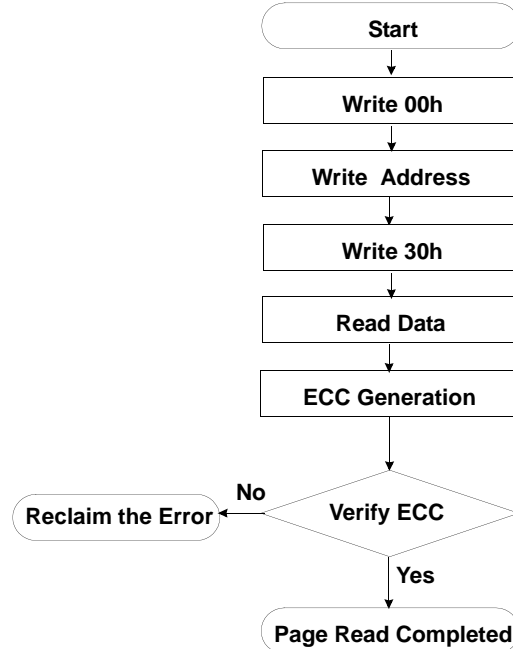 Start
Write 00h
Write Address
Write 30h
Read Data
ECC Generation
No
Reclaim the Error
Verify ECC
Yes
Page Read Completed